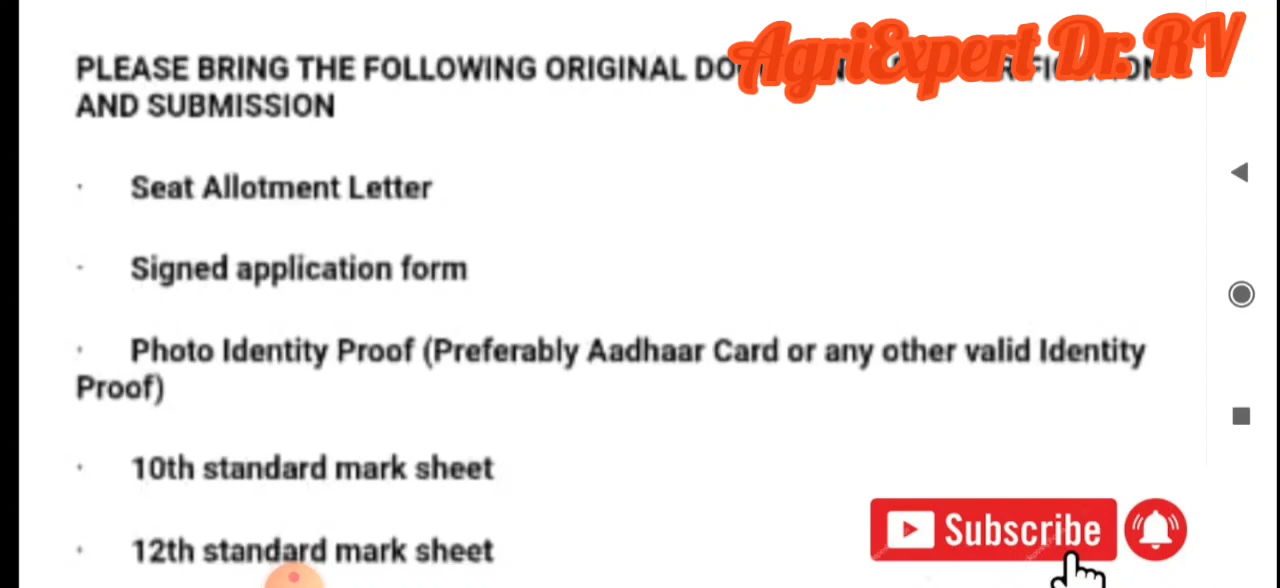 AgriExpert Dr. RV
PLEASE BRING THE FOLLOWING ORIGINAL
AND SUBMISSION
· Seat Allotment Letter
· Signed application form
· Photo Identity Proof (Preferably Aadhaar Card or any other valid Identity
Proof)
· 10th standard mark sheet
· 12th standard mark sheet
Subscribe